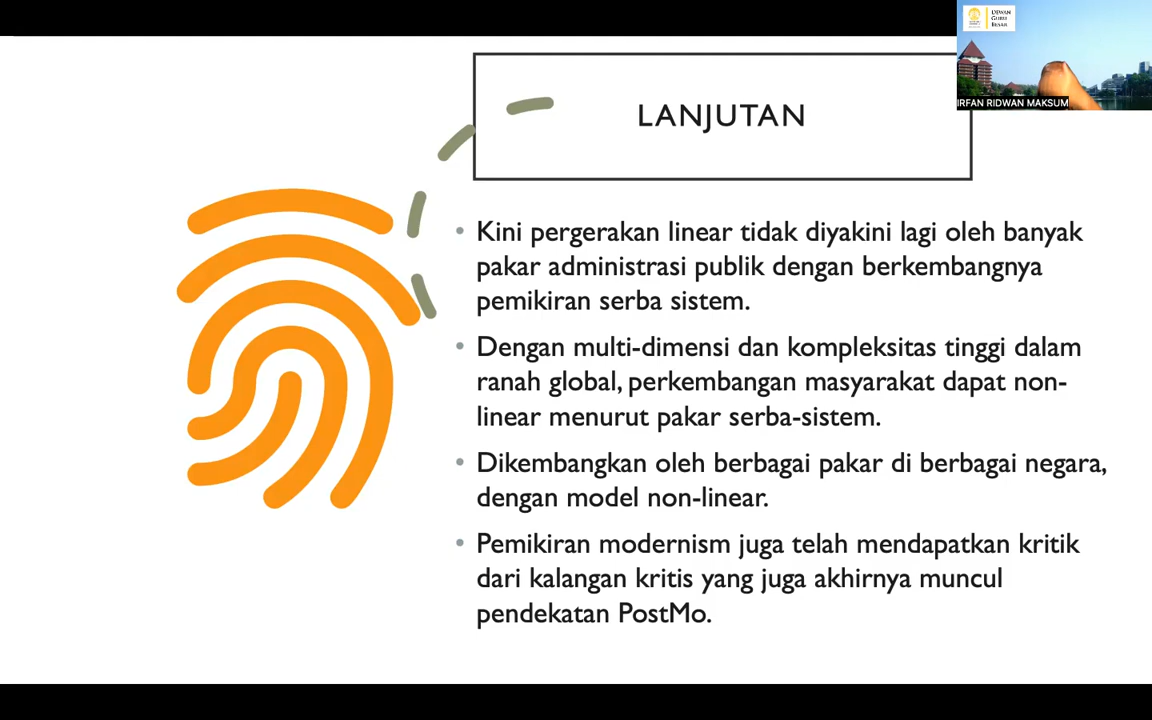 DEWAN
GURU
BESAR
IRFAN RIDWAN MAKSUM
LANJUTAN
• Kini pergerakan linear tidak diyakini lagi oleh banyak
pakar administrasi publik dengan berkembangnya
pemikiran serba sistem.
• Dengan multi-dimensi dan kompleksitas tinggi dalam
ranah global, perkembangan masyarakat dapat non-
linear menurut pakar serba-sistem.
• Dikembangkan oleh berbagai pakar di berbagai negara,
dengan model non-linear.
• Pemikiran modernism juga telah mendapatkan kritik
dari kalangan kritis yang juga akhirnya muncul
pendekatan PostMo.